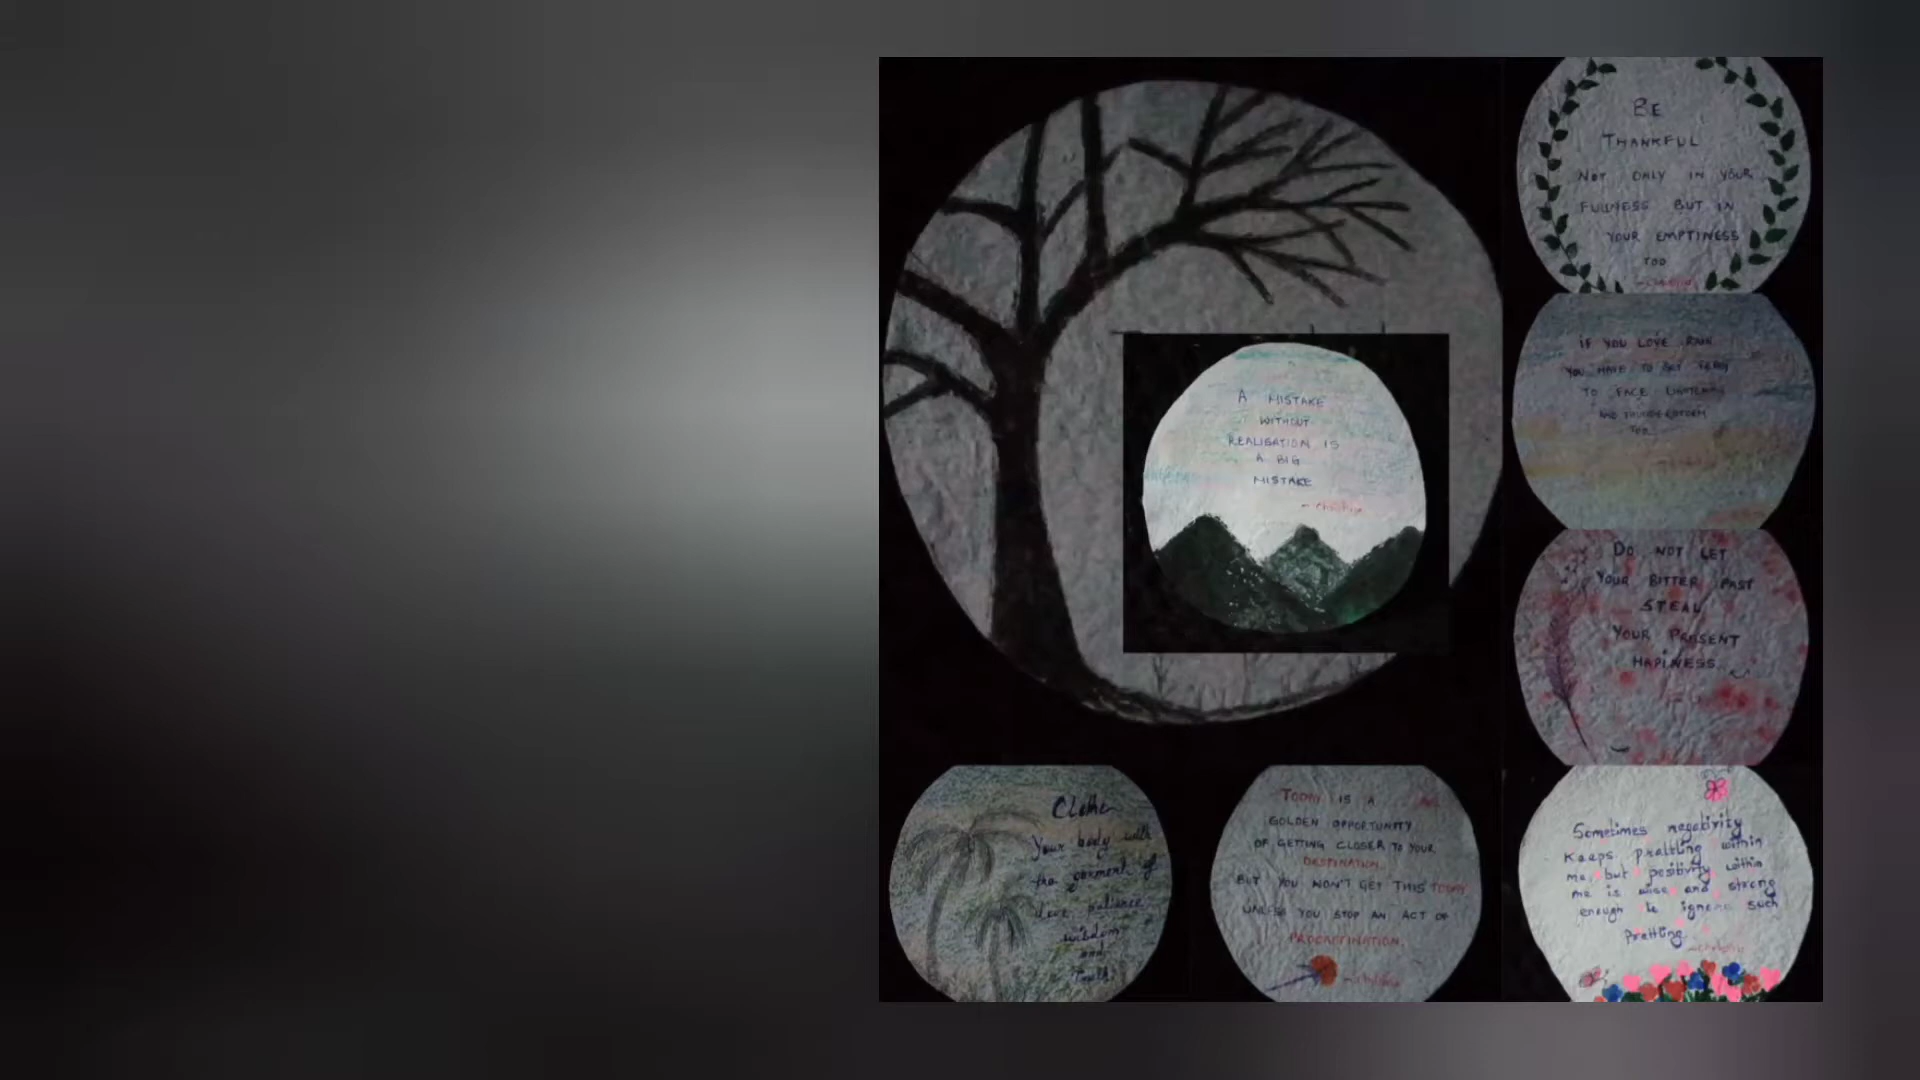 BE
THANKFUL
NOT ONLY IN YOUR
FULLNESS BUT IN
YOUR EMPTINESS
TOO
IF YOU LOVE RAIN
YOU HAVE TO GET READY
TO FACE LIGHTENING
AND THUNDERSTORM
TOO
A MISTAKE
WITHOUT
REALISATION IS
A BIG
MISTAKE
DO NOT LET
YOUR BITTER PAST
STEAL
YOUR PRESENT
HAPINESS
Clothe
Your body with
the garment of
love, patience
wisdom
and
Truth
TODAY IS A
GOLDEN OPPORTUNITY
OF GETTING CLOSER TO YOUR
DESTINATION.
BUT YOU WON'T GET THIS TODAY
UNLESS YOU STOP AN ACT OF
PROCASTINATION.
Sometimes negativity
keeps prattling within
me, but positivity within
me is wise and strong
enough to ignore such
Prattling